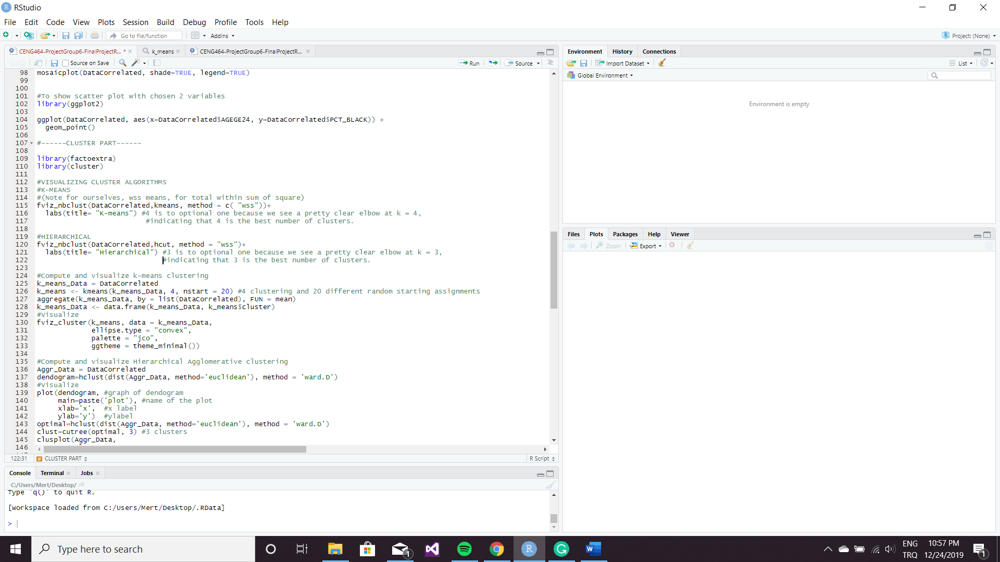 RStudio
File Edit Code View Plots Session Build Debug Profile Tools Help
Go to file/function Addins Project: (None)
CENG464-ProjectGroup6-FinalProjectR... * k_means CENG464-ProjectGroup6-FinalProjectR...
Source on Save Run Source
98 mosaicplot(DataCorrelated, shade=TRUE, legend=TRUE)
99
100
101 #To show scatter plot with chosen 2 variables
102 library(ggplot2)
103
104 ggplot(DataCorrelated, aes(x=DataCorrelated$AGEGE24, y=DataCorrelated$PCT_BLACK)) +
105 geom_point()
106
107 #------CLUSTER PART------
108
109 library(factoextra)
110 library(cluster)
111
112 #VISUALIZING CLUSTER ALGORITHMS
113 #K-MEANS
114 #(Note for ourselves, wss means, for total within sum of square)
115 fviz_nbclust(DataCorrelated,kmeans, method = c( "wss"))+
116 labs(title= "K-means") #4 is to optional one because we see a pretty clear elbow at k = 4,
117 #indicating that 4 is the best number of clusters.
118
119 #HIERARCHICAL
120 fviz_nbclust(DataCorrelated,hcut, method = "wss")+
121 labs(title= "Hierarchical") #3 is to optional one because we see a pretty clear elbow at k = 3,
122 #indicating that 3 is the best number of clusters.
123
124 #Compute and visualize k-means clustering
125 k_means_Data = DataCorrelated
126 k_means <- kmeans(k_means_Data, 4, nstart = 20) #4 clustering and 20 different random starting assignments
127 aggregate(k_means_Data, by = list(DataCorrelated), FUN = mean)
128 k_means_Data <- data.frame(k_means_Data, k_means$cluster)
129 #Visualize
130 fviz_cluster(k_means, data = k_means_Data,
131 ellipse.type = "convex",
132 palette = "jco",
133 ggtheme = theme_minimal())
134
135 #Compute and visualize Hierarchical Agglomerative clustering
136 Aggr_Data = DataCorrelated
137 dendogram=hclust(dist(Aggr_Data, method='euclidean'), method = 'ward.D')
138 #Visualize
139 plot(dendogram, #graph of dendogram
140 main=paste('plot'), #name of the plot
141 xlab='x', #x label
142 ylab='y') #ylabel
143 optimal=hclust(dist(Aggr_Data, method='euclidean'), method = 'ward.D')
144 clust=cutree(optimal, 3) #3 clusters
145 clusplot(Aggr_Data,
146
122:31 CLUSTER PART R Script
Console Terminal Jobs
C:/Users/Mert/Desktop/
Type 'q()' to quit R.
[Workspace loaded from C:/Users/Mert/Desktop/.RData]
>
Environment History Connections
Import Dataset List
Global Environment
Environment is empty
Files Plots Packages Help Viewer
Zoom Export
Type here to search
1
ENG 10:57 PM
TRQ 12/24/2019
1